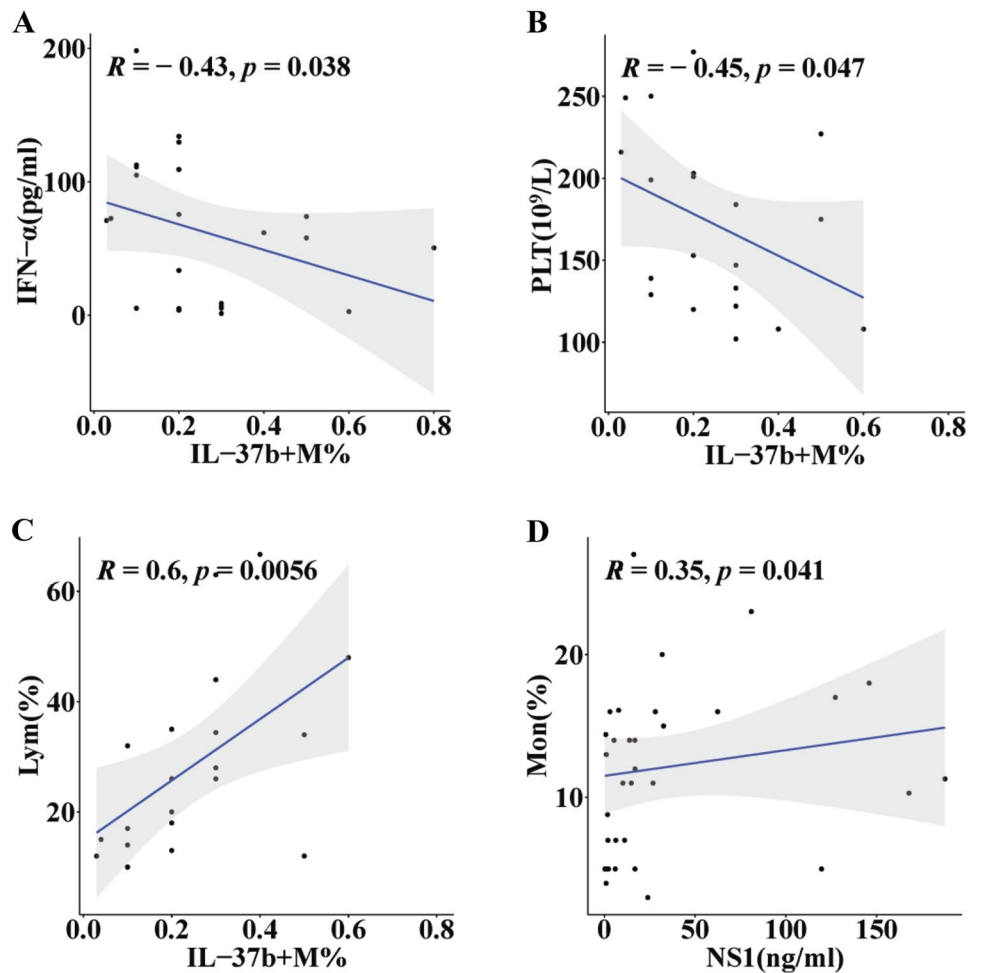 A
R = − 0.43, p = 0.038
IFN−α(pg/ml)
200
100
0
0.0 0.2 0.4 0.6 0.8
IL−37b+M%
B
R = − 0.45, p = 0.047
PLT(10⁹/L)
250
200
150
100
0.0 0.2 0.4 0.6 0.8
IL−37b+M%
C
R = 0.6, p = 0.0056
Lym(%)
60
40
20
0.0 0.2 0.4 0.6 0.8
IL−37b+M%
D
R = 0.35, p = 0.041
Mon(%)
20
10
0 50 100 150
NS1(ng/ml)